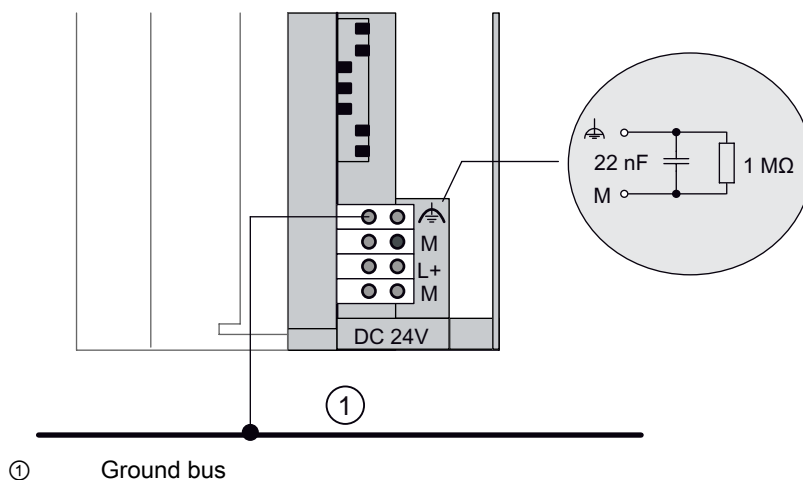 22 nF
1 MΩ
M
M
L+
M
DC 24V
1
① Ground bus